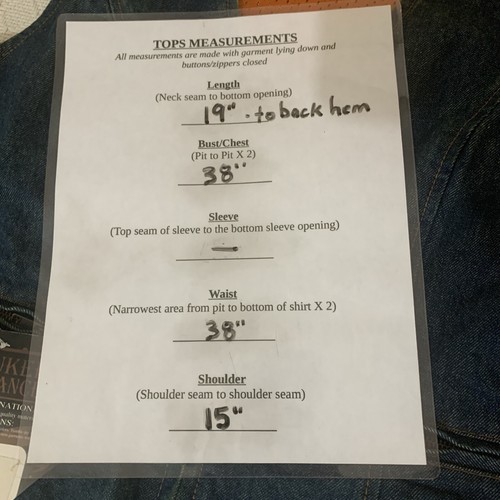 TOPS MEASUREMENTS
All measurements are made with garment lying down and
buttons/zippers closed
Length
(Neck seam to bottom opening)
19" - to back hem
Bust/Chest
(Pit to Pit X 2)
38"
Sleeve
(Top seam of sleeve to the bottom sleeve opening)
—
Waist
(Narrowest area from pit to bottom of shirt X 2)
38"
Shoulder
(Shoulder seam to shoulder seam)
15"
NATION